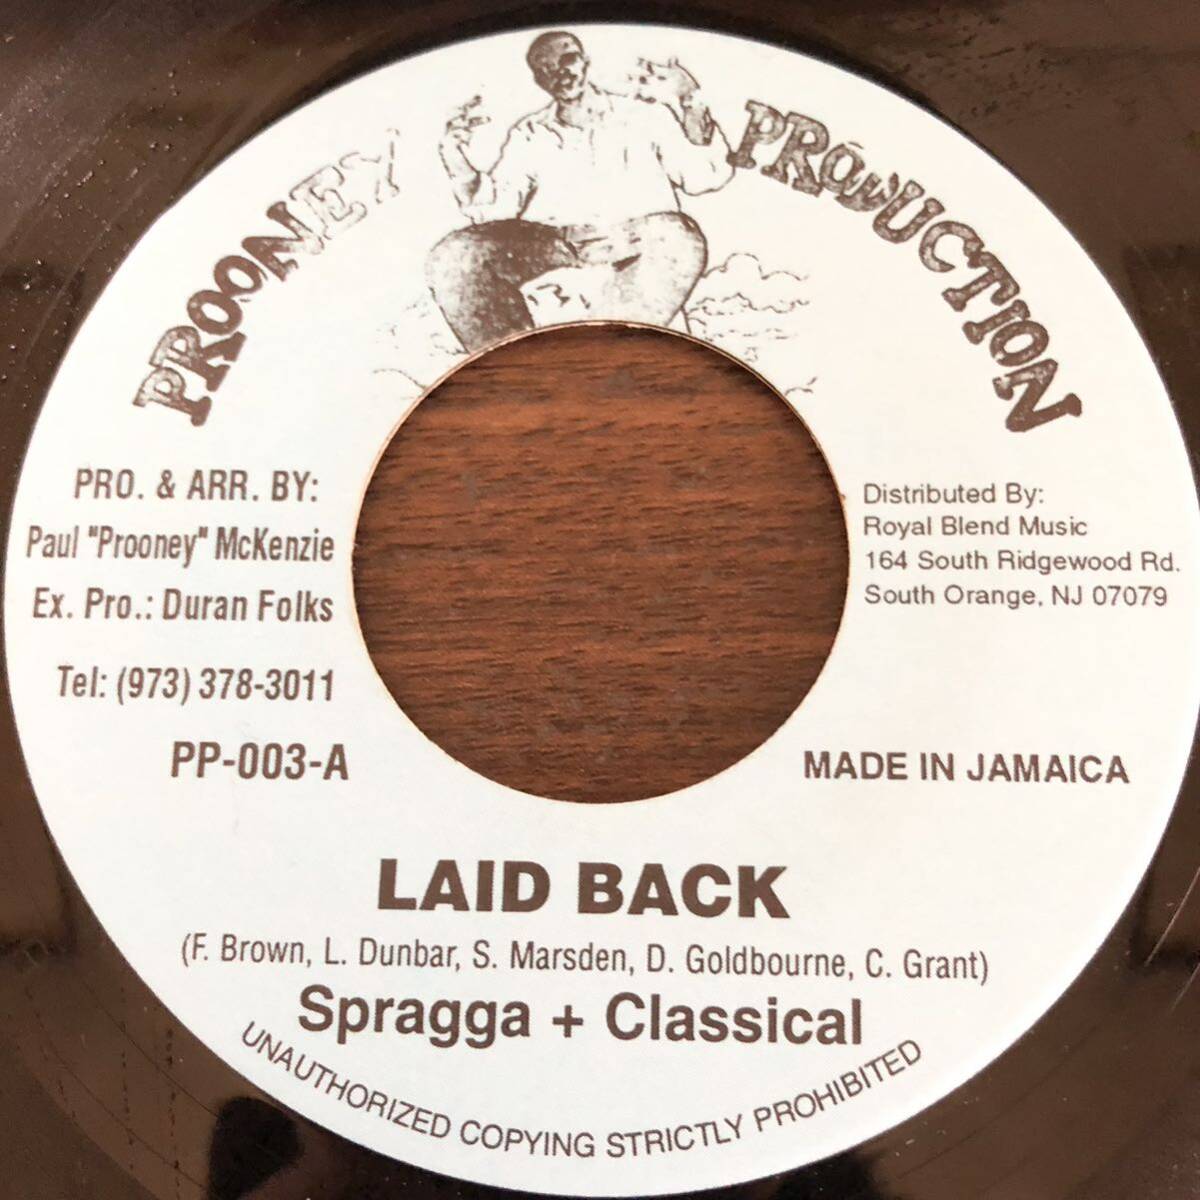 PROONEY PRODUCTION
PRO. & ARR. BY:
Paul "Prooney" McKenzie
Ex. Pro.: Duran Folks
Tel: (973) 378-3011
PP-003-A
Distributed By:
Royal Blend Music
164 South Ridgewood Rd.
South Orange, NJ 07079
MADE IN JAMAICA
LAID BACK
(F. Brown, L. Dunbar, S. Marsden, D. Goldbourne, C. Grant)
Spragga + Classical
UNAUTHORIZED COPYING STRICTLY PROHIBITED